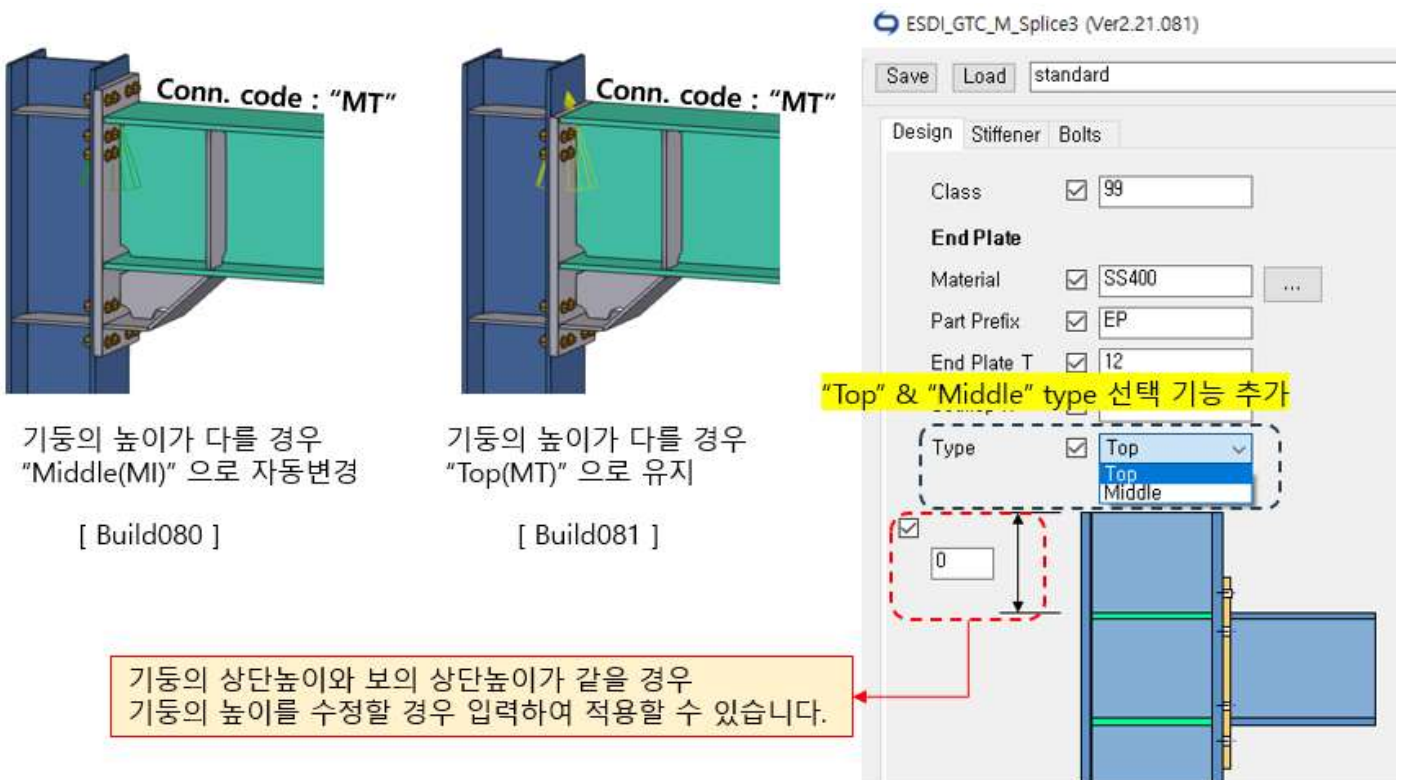 ESDI_GTC_M_Splice3 (Ver2.21.081)
Save Load standard
Design Stiffener Bolts
Class 99
End Plate
Material SS400 ...
Part Prefix EP
End Plate T 12
"Top" & "Middle" type 선택 기능 추가
Type Top
Top
Middle
0
Conn. code : "MT"
Conn. code : "MT"
기둥의 높이가 다를 경우
"Middle(MI)" 으로 자동변경
[ Build080 ]
기둥의 높이가 다를 경우
"Top(MT)" 으로 유지
[ Build081 ]
기둥의 상단높이와 보의 상단높이가 같을 경우
기둥의 높이를 수정할 경우 입력하여 적용할 수 있습니다.